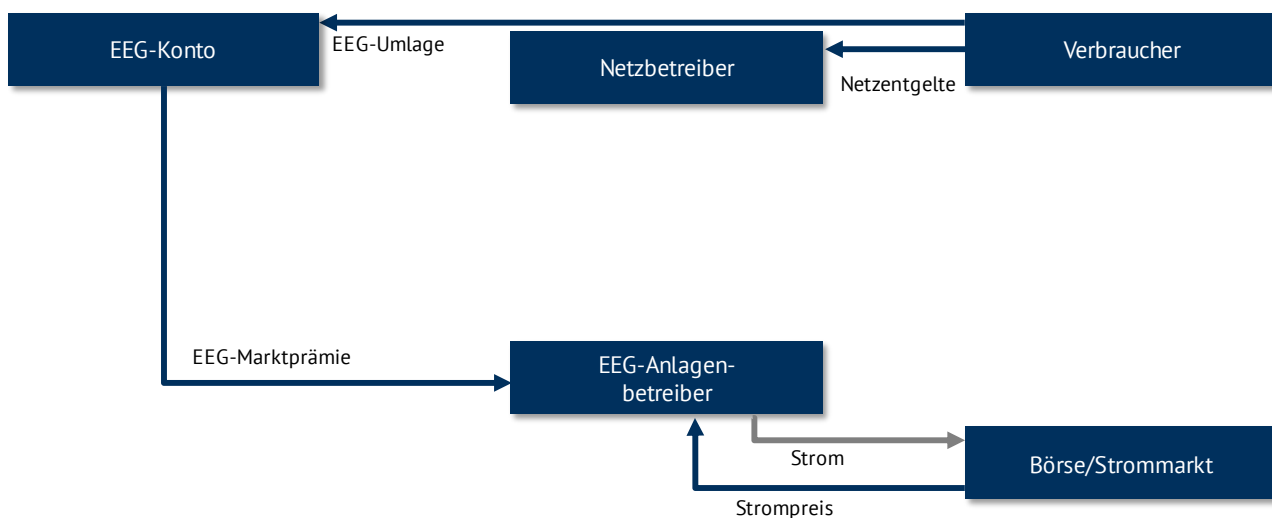 EEG-Konto
EEG-Umlage
Netzbetreiber
Verbraucher
Netzentgelte
EEG-Marktprämie
EEG-Anlagen-
betreiber
Strom
Börse/Strommarkt
Strompreis